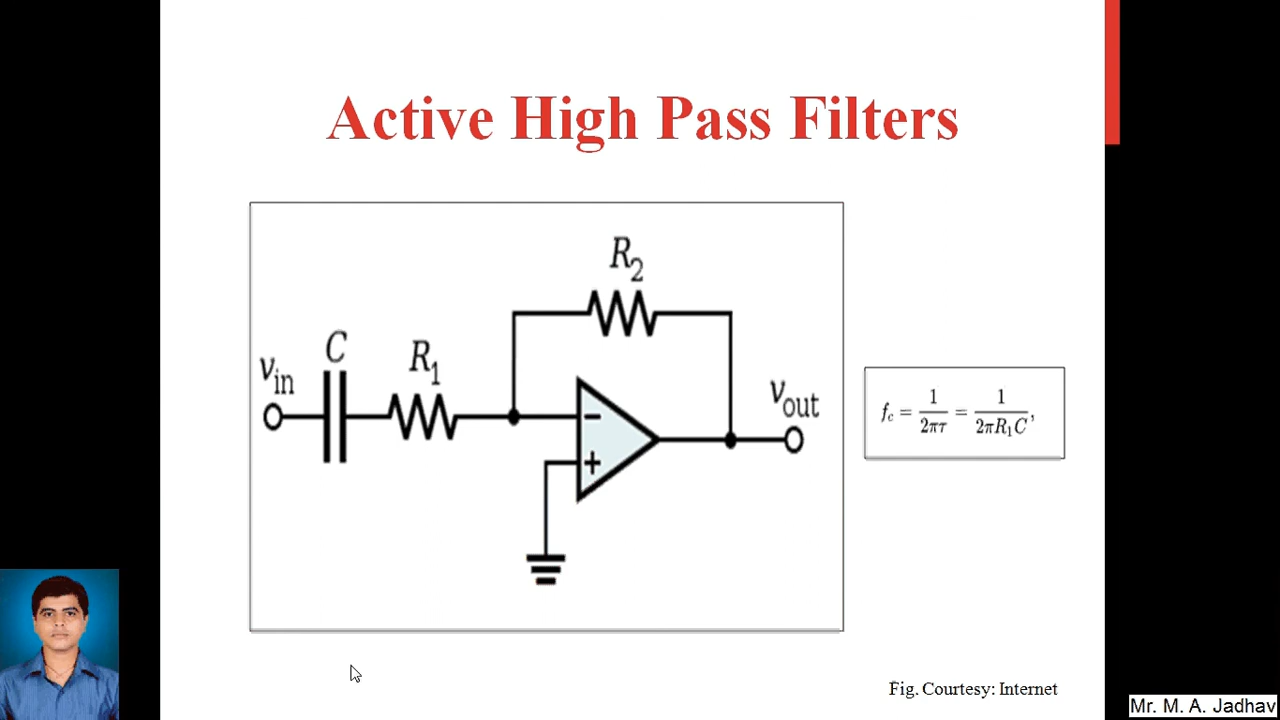 Active High Pass Filters
R2
C
R1
vin
vout
−
+
fc = 1/2πτ = 1/2πR1C,
Fig. Courtesy: Internet
Mr. M. A. Jadhav